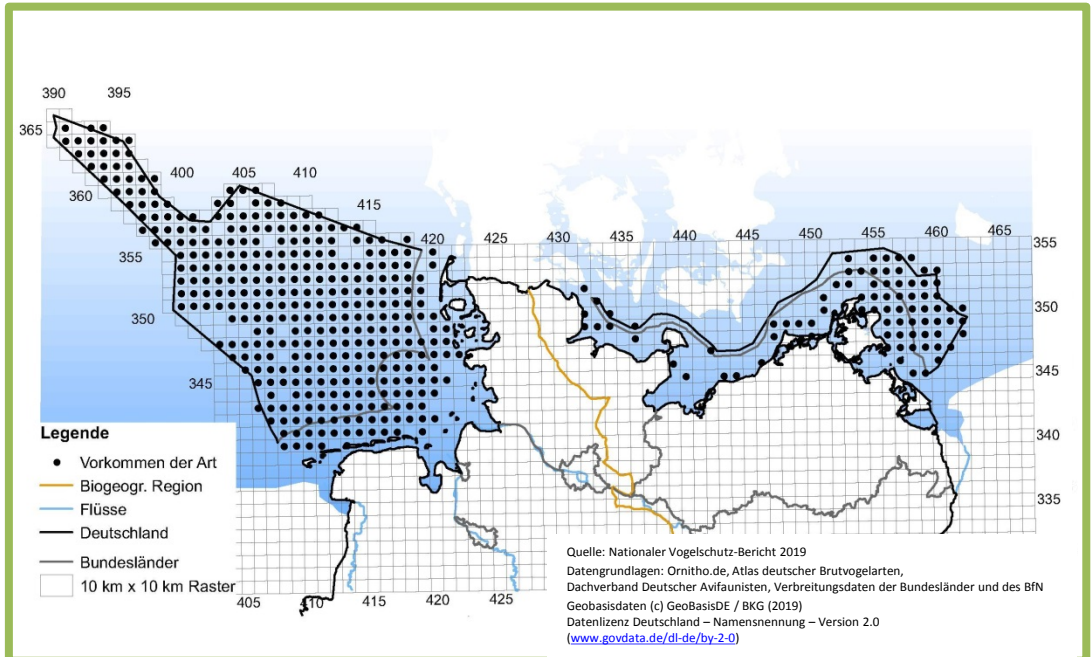 390
395
365
400
405
410
360
415
420
425
430
435
440
445
450
455
460
465
355
355
350
350
345
345
340
335
Legende
Vorkommen der Art
Biogeogr. Region
Flüsse
Deutschland
Bundesländer
10 km x 10 km Raster
405
410
415
420
425
Quelle: Nationaler Vogelschutz-Bericht 2019
Datengrundlagen: Ornitho.de, Atlas deutscher Brutvogelarten,
Dachverband Deutscher Avifaunisten, Verbreitungsdaten der Bundesländer und des BfN
Geobasisdaten (c) GeoBasisDE / BKG (2019)
Datenlizenz Deutschland – Namensnennung – Version 2.0
(www.govdata.de/dl-de/by-2-0)